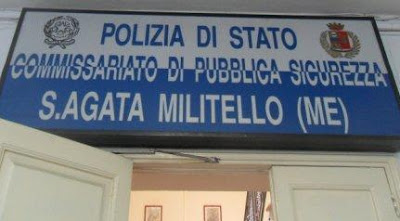 POLIZIA DI STATO
COMMISSARIATO DI PUBBLICA SICUREZZA
S.AGATA MILITELLO (ME)